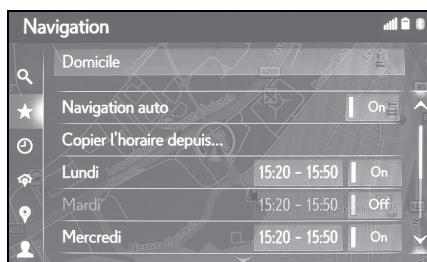 Navigation
Domicile
A201
Navigation auto On
Copier l'horaire depuis...
Lundi 15:20 - 15:50 On
Mardi 15:20 - 15:50 Off
Mercredi 15:20 - 15:50 On